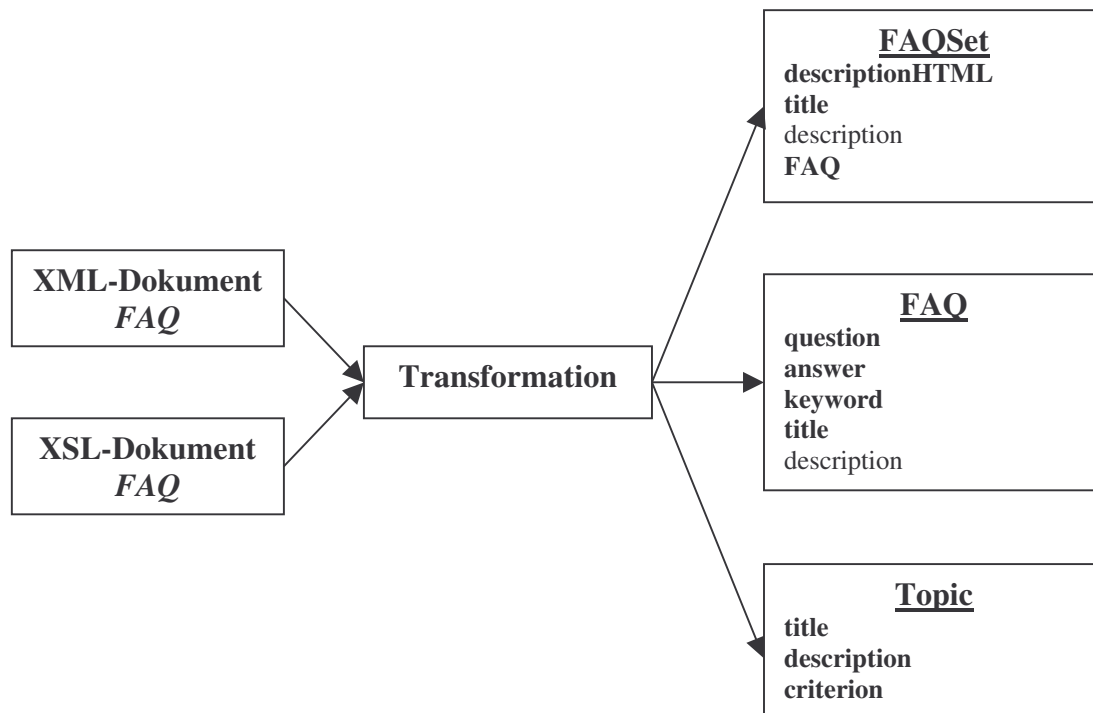 XML-Dokument
FAQ
XSL-Dokument
FAQ
Transformation
FAQSet
descriptionHTML
title
description
FAQ
FAQ
question
answer
keyword
title
description
Topic
title
description
criterion